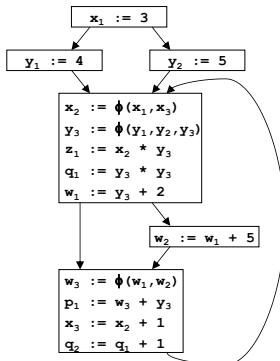 x₁ := 3
y₁ := 4
y₂ := 5
x₂ := ϕ(x₁,x₃)
y₃ := ϕ(y₁,y₂,y₃)
z₁ := x₂ * y₃
q₁ := y₃ * y₃
w₁ := y₃ + 2
w₂ := w₁ + 5
w₃ := ϕ(w₁,w₂)
p₁ := w₃ + y₃
x₃ := x₂ + 1
q₂ := q₁ + 1